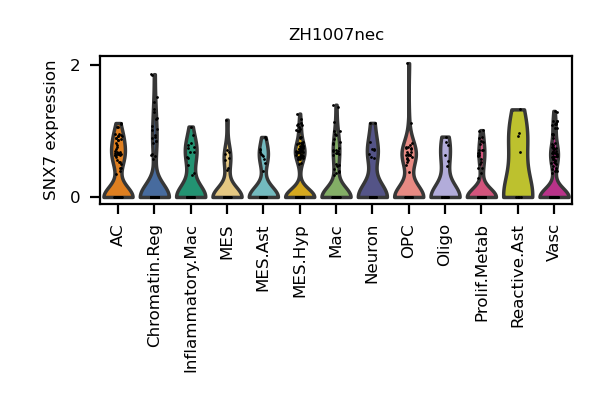 ZH1007nec
SNX7 expression
2
0
AC
Chromatin.Reg
Inflammatory.Mac
MES
MES.Ast
MES.Hyp
Mac
Neuron
OPC
Oligo
Prolif.Metab
Reactive.Ast
Vasc